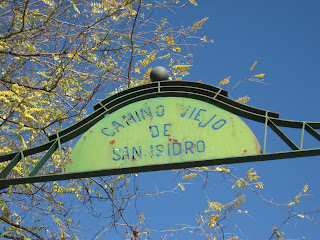 CAMINO VIEJO
DE
SAN ISIDRO